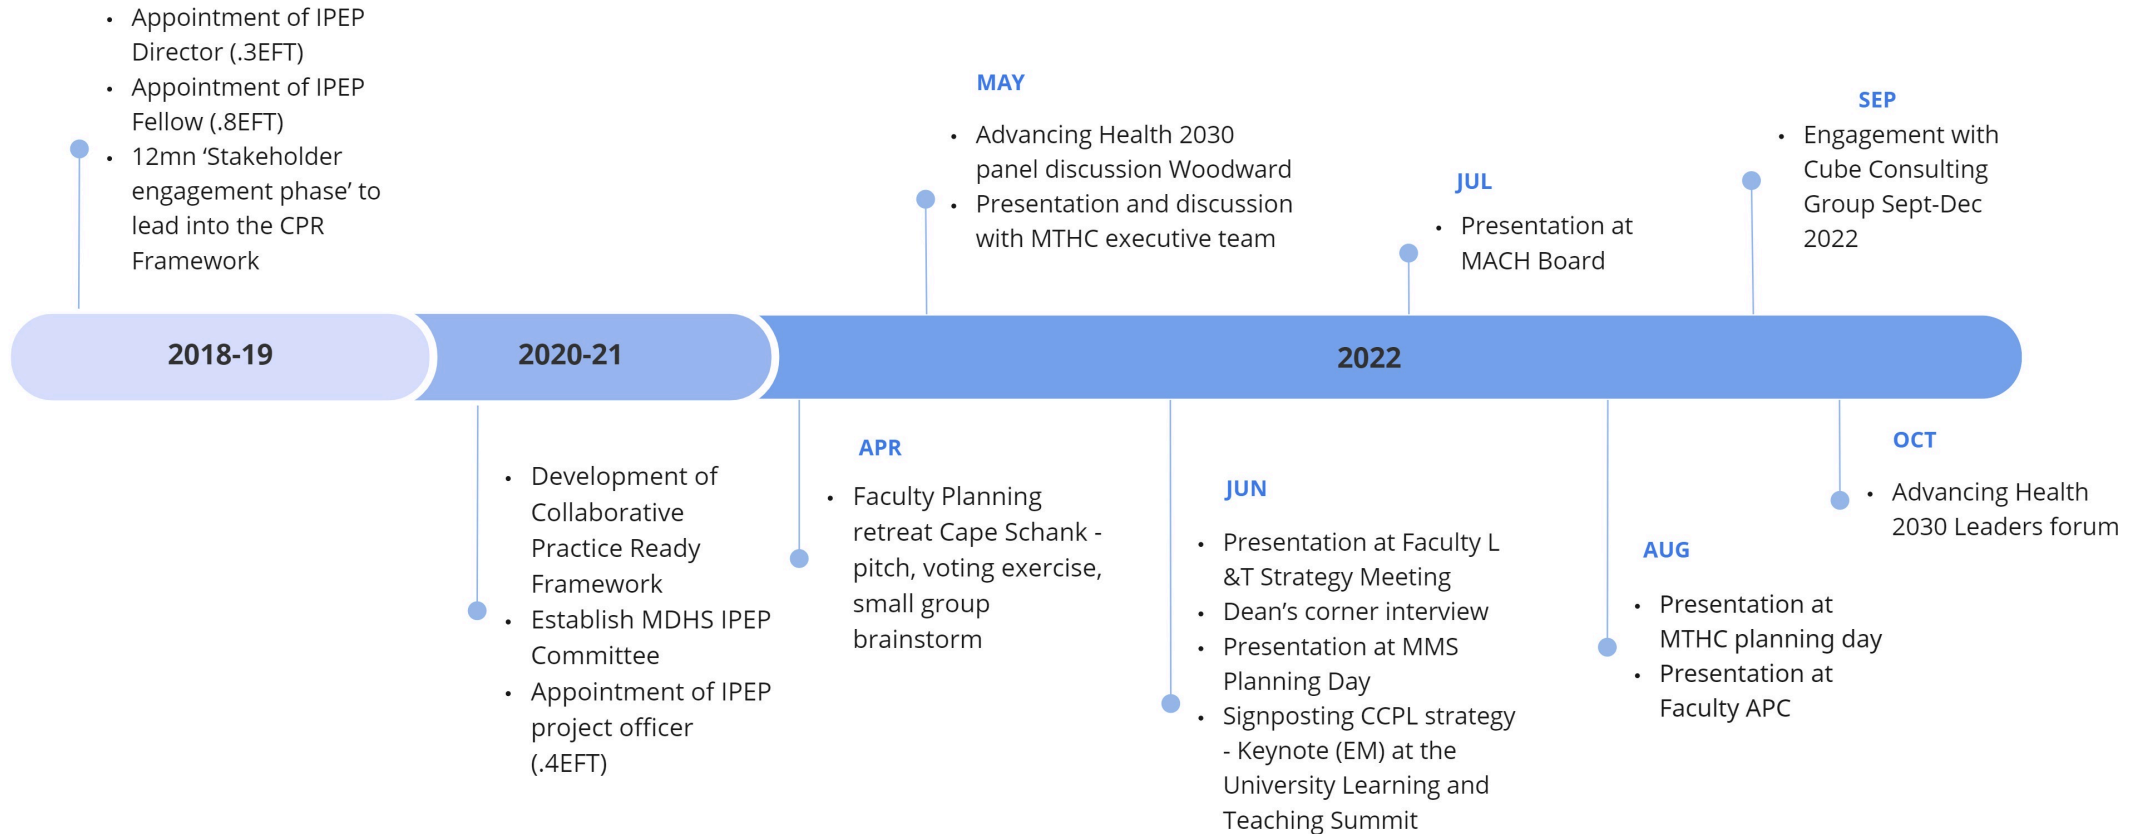 • Appointment of IPEP
Director (.3EFT)
• Appointment of IPEP
Fellow (.8EFT)
• 12mn ‘Stakeholder
engagement phase’ to
lead into the CPR
Framework
MAY
• Advancing Health 2030
panel discussion Woodward
• Presentation and discussion
with MTHC executive team
JUL
• Presentation at
MACH Board
SEP
• Engagement with
Cube Consulting
Group Sept-Dec
2022
2018-19
2020-21
2022
• Development of
Collaborative
Practice Ready
Framework
• Establish MDHS IPEP
Committee
• Appointment of IPEP
project officer
(.4EFT)
APR
• Faculty Planning
retreat Cape Schank -
pitch, voting exercise,
small group
brainstorm
JUN
• Presentation at Faculty L
&T Strategy Meeting
• Dean’s corner interview
• Presentation at MMS
Planning Day
• Signposting CCPL strategy
- Keynote (EM) at the
University Learning and
Teaching Summit
AUG
• Presentation at
MTHC planning day
• Presentation at
Faculty APC
OCT
• Advancing Health
2030 Leaders forum